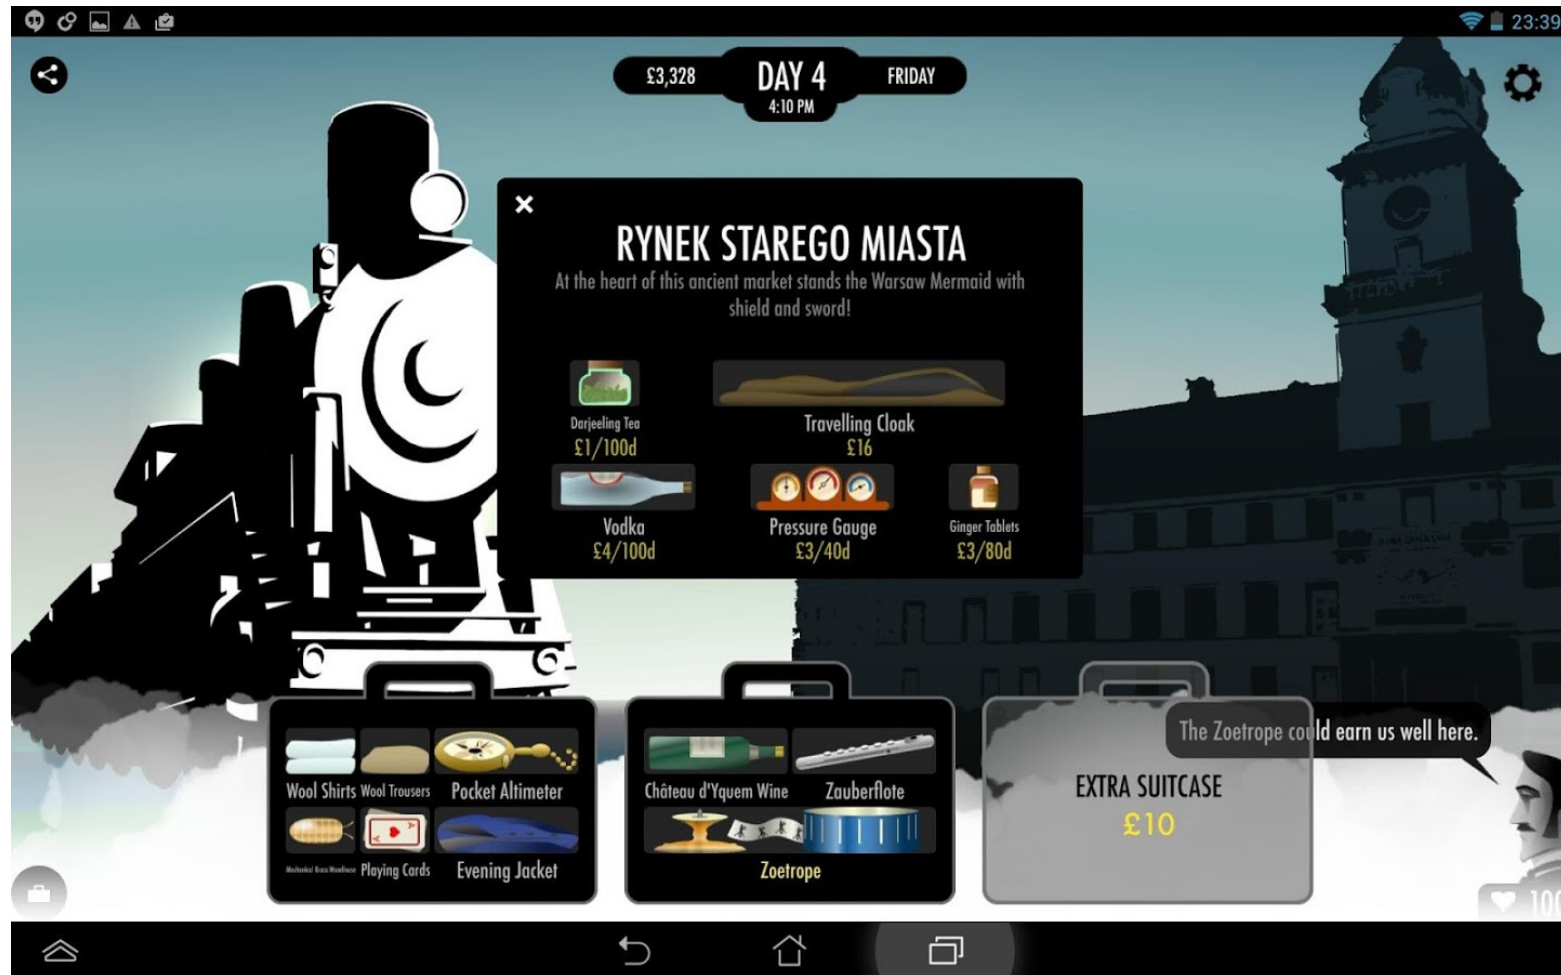 23:39
£3,328
DAY 4
FRIDAY
4:10 PM
RYNEK STAREGO MIASTA
At the heart of this ancient market stands the Warsaw Mermaid with
shield and sword!
Darjeeling Tea
£1/100d
Travelling Cloak
£16
Vodka
£4/100d
Pressure Gauge
£3/40d
Ginger Tablets
£3/80d
Wool Shirts
Wool Trousers
Pocket Altimeter
Playing Cards
Evening Jacket
Château d'Yquem Wine
Zauberflote
Zoetrope
EXTRA SUITCASE
£10
The Zoetrope could earn us well here.
100